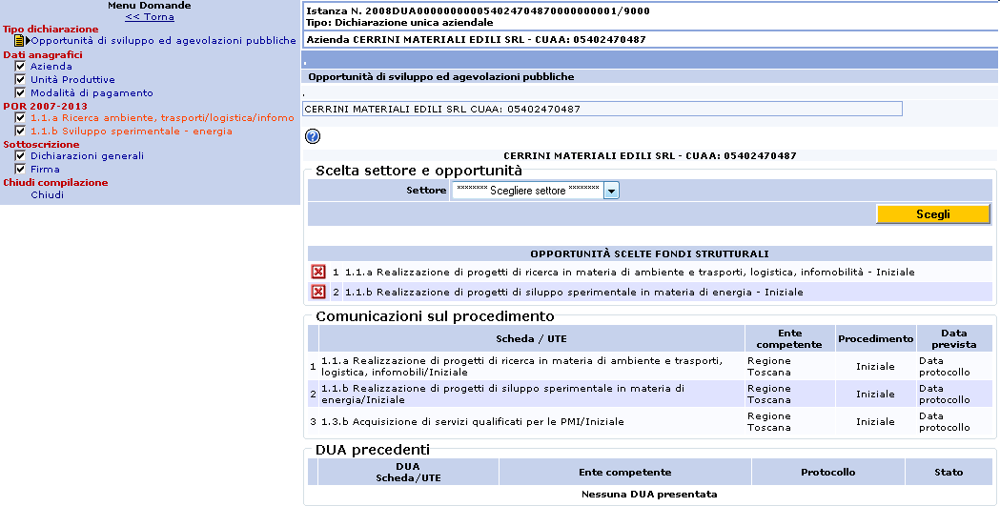 Menu Domande
<< Torna
Tipo dichiarazione
Opportunità di sviluppo ed agevolazioni pubbliche
Dati anagrafici
Azienda
Unità Produttive
Modalità di pagamento
POR 2007-2013
1.1.a Ricerca ambiente, trasporti/logistica/infomo
1.1.b Sviluppo sperimentale - energia
Sottoscrizione
Dichiarazioni generali
Firma
Chiudi compilazione
Chiudi
Istanza N. 2008DUA00000000005402470487000000001/9000
Tipo: Dichiarazione unica aziendale
Azienda CERRINI MATERIALI EDILI SRL - CUAA: 05402470487
.
Opportunità di sviluppo ed agevolazioni pubbliche
.
CERRINI MATERIALI EDILI SRL CUAA: 05402470487
?
CERRINI MATERIALI EDILI SRL - CUAA: 05402470487
Scelta settore e opportunità
Settore ******** Scegliere settore ********
Scegli
OPPORTUNITÀ SCELTE FONDI STRUTTURALI
1 1.1.a Realizzazione di progetti di ricerca in materia di ambiente e trasporti, logistica, infomobilità - Iniziale
2 1.1.b Realizzazione di progetti di siluppo sperimentale in materia di energia - Iniziale
Comunicazioni sul procedimento
Scheda / UTE Ente competente Procedimento Data prevista
1 1.1.a Realizzazione di progetti di ricerca in materia di ambiente e trasporti, logistica, infomobili/Iniziale Regione Toscana Iniziale Data protocollo
2 1.1.b Realizzazione di progetti di siluppo sperimentale in materia di energia/Iniziale Regione Toscana Iniziale Data protocollo
3 1.3.b Acquisizione di servizi qualificati per le PMI/Iniziale Regione Toscana Iniziale Data protocollo
DUA precedenti
DUA Scheda/UTE Ente competente Protocollo Stato
Nessuna DUA presentata